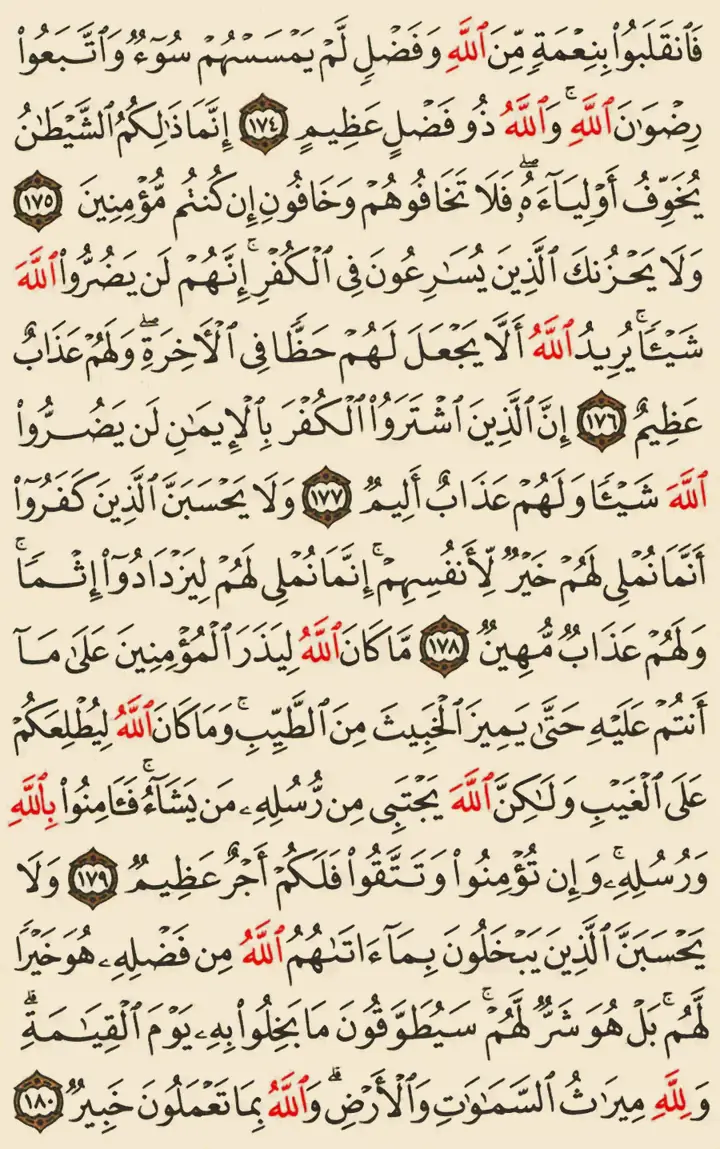 فَٱنقَلَبُوا۟ بِنِعْمَةٍ مِّنَ ٱللَّهِ وَفَضْلٍ لَّمْ يَمْسَسْهُمْ سُوٓءٌ وَٱتَّبَعُوا۟
رِضْوَٰنَ ٱللَّهِ ۚ وَٱللَّهُ ذُو فَضْلٍ عَظِيمٍ ١٧٤ إِنَّمَا ذَٰلِكُمُ ٱلشَّيْطَـٰنُ
يُخَوِّفُ أَوْلِيَآءَهُۥ ۖ فَلَا تَخَافُوهُمْ وَخَافُونِ إِن كُنتُم مُّؤْمِنِينَ ١٧٥
وَلَا يَحْزُنكَ ٱلَّذِينَ يُسَـٰرِعُونَ فِى ٱلْكُفْرِ ۚ إِنَّهُمْ لَن يَضُرُّوا۟ ٱللَّهَ
شَيْـًٔا ۚ يُرِيدُ ٱللَّهُ أَلَّا يَجْعَلَ لَهُمْ حَظًّا فِى ٱلْـَٔاخِرَةِ ۖ وَلَهُمْ عَذَابٌ
عَظِيمٌ ١٧٦ إِنَّ ٱلَّذِينَ ٱشْتَرَوُا۟ ٱلْكُفْرَ بِٱلْإِيمَـٰنِ لَن يَضُرُّوا۟
ٱللَّهَ شَيْـًٔا وَلَهُمْ عَذَابٌ أَلِيمٌ ١٧٧ وَلَا يَحْسَبَنَّ ٱلَّذِينَ كَفَرُوٓا۟
أَنَّمَا نُمْلِى لَهُمْ خَيْرٌ لِّأَنفُسِهِمْ ۚ إِنَّمَا نُمْلِى لَهُمْ لِيَزْدَادُوٓا۟ إِثْمًا ۚ
وَلَهُمْ عَذَابٌ مُّهِينٌ ١٧٨ مَّا كَانَ ٱللَّهُ لِيَذَرَ ٱلْمُؤْمِنِينَ عَلَىٰ مَآ
أَنتُمْ عَلَيْهِ حَتَّىٰ يَمِيزَ ٱلْخَبِيثَ مِنَ ٱلطَّيِّبِ ۗ وَمَا كَانَ ٱللَّهُ لِيُطْلِعَكُمْ
عَلَى ٱلْغَيْبِ وَلَـٰكِنَّ ٱللَّهَ يَجْتَبِى مِن رُّسُلِهِۦ مَن يَشَآءُ ۖ فَـَٔامِنُوا۟ بِٱللَّهِ
وَرُسُلِهِۦ ۚ وَإِن تُؤْمِنُوا۟ وَتَتَّقُوا۟ فَلَكُمْ أَجْرٌ عَظِيمٌ ١٧٩ وَلَا
يَحْسَبَنَّ ٱلَّذِينَ يَبْخَلُونَ بِمَآ ءَاتَىٰهُمُ ٱللَّهُ مِن فَضْلِهِۦ هُوَ خَيْرًا
لَّهُم ۖ بَلْ هُوَ شَرٌّ لَّهُمْ ۖ سَيُطَوَّقُونَ مَا بَخِلُوا۟ بِهِۦ يَوْمَ ٱلْقِيَـٰمَةِ ۗ
وَلِلَّهِ مِيرَٰثُ ٱلسَّمَـٰوَٰتِ وَٱلْأَرْضِ ۗ وَٱللَّهُ بِمَا تَعْمَلُونَ خَبِيرٌ ١٨٠